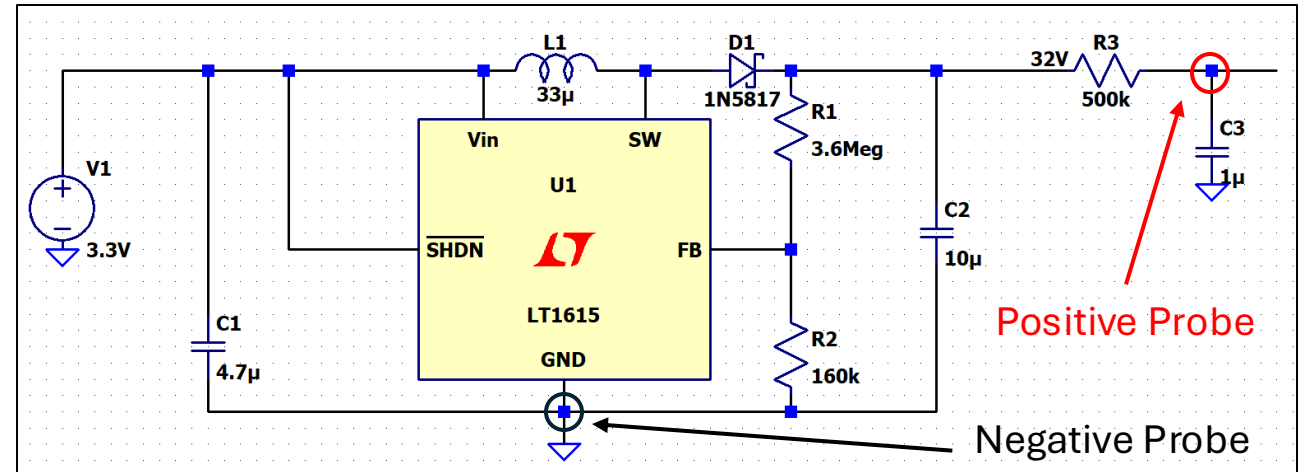 L1
33µ
D1
1N5817
32V
R3
500k
R1
3.6Meg
C3
1µ
Vin
SW
U1
V1
3.3V
SHDN
FB
C2
10µ
LT1615
Positive Probe
C1
4.7µ
R2
160k
GND
Negative Probe